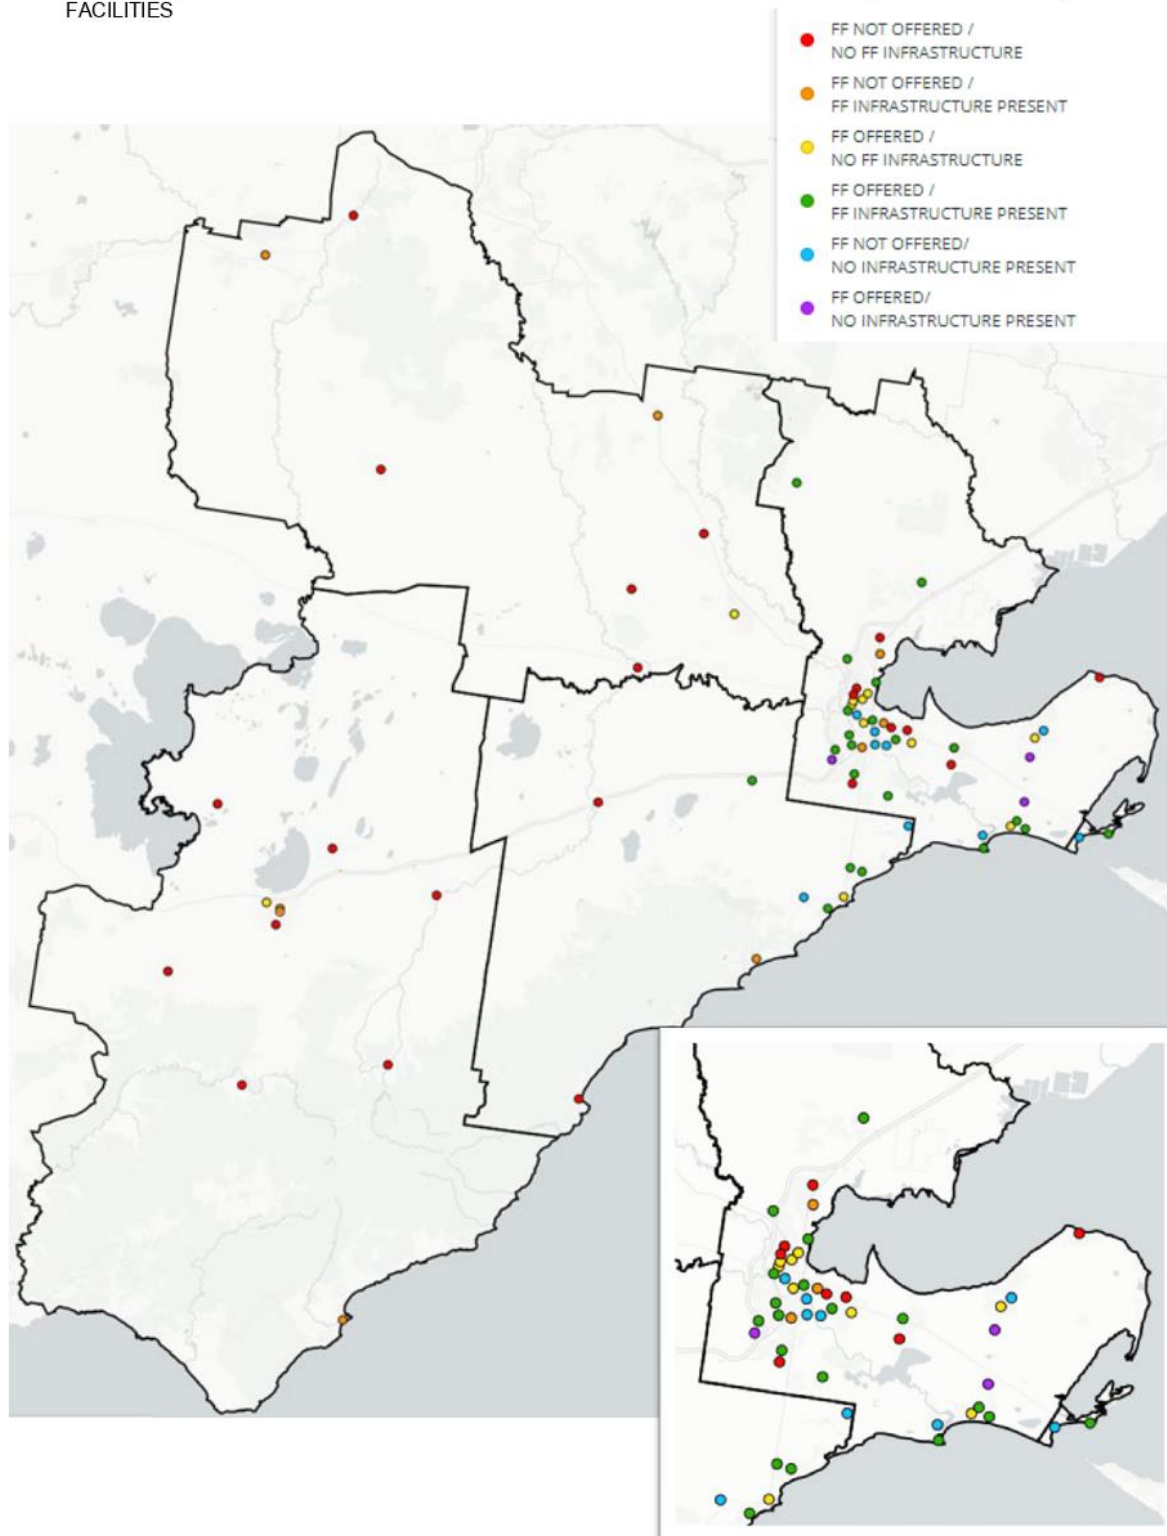 FACILITIES
FF NOT OFFERED /
NO FF INFRASTRUCTURE
FF NOT OFFERED /
FF INFRASTRUCTURE PRESENT
FF OFFERED /
NO FF INFRASTRUCTURE
FF OFFERED /
FF INFRASTRUCTURE PRESENT
FF NOT OFFERED/
NO INFRASTRUCTURE PRESENT
FF OFFERED/
NO INFRASTRUCTURE PRESENT